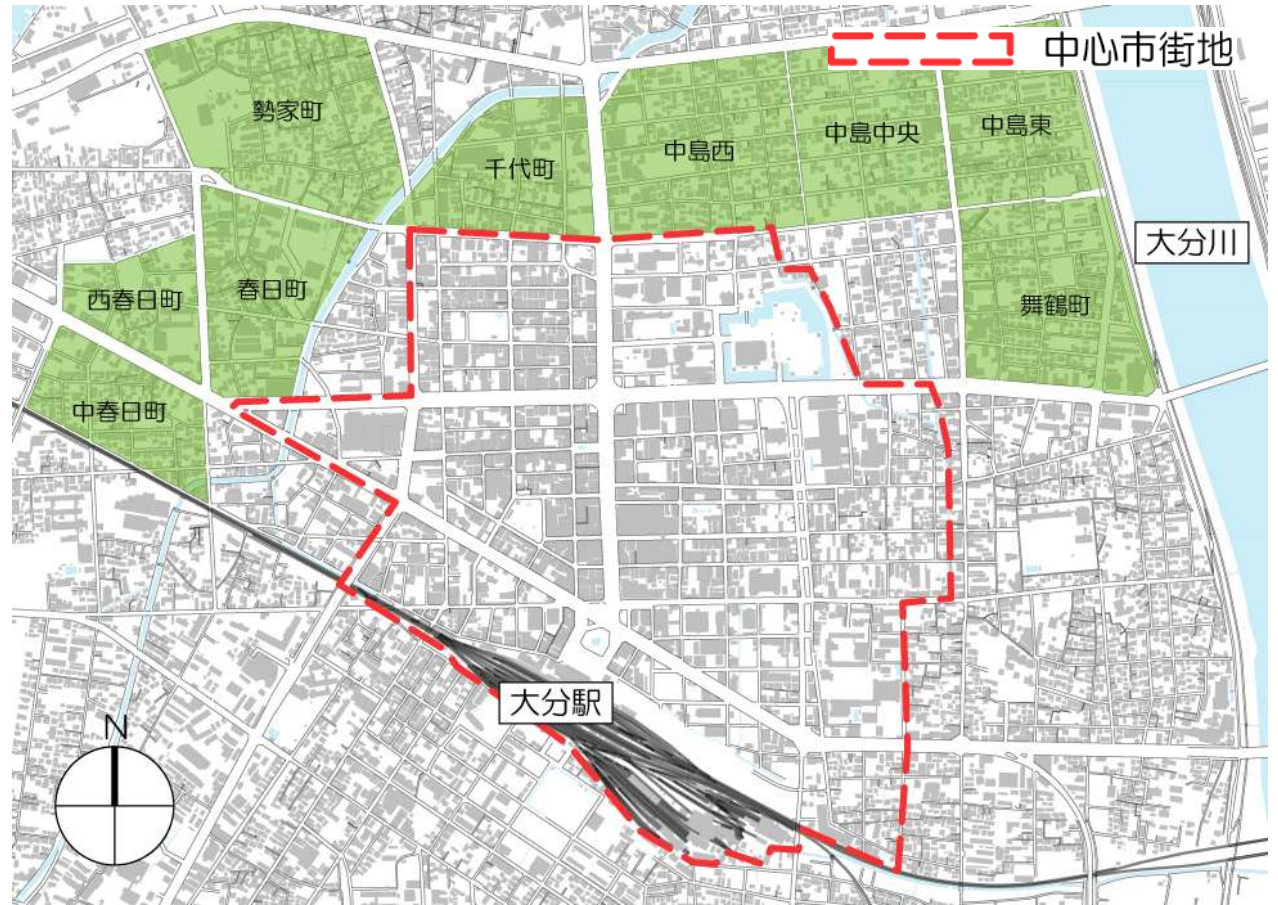 中心市街地
勢家町
千代町
中島西
中島中央
中島東
大分川
西春日町
春日町
舞鶴町
中春日町
大分駅
N